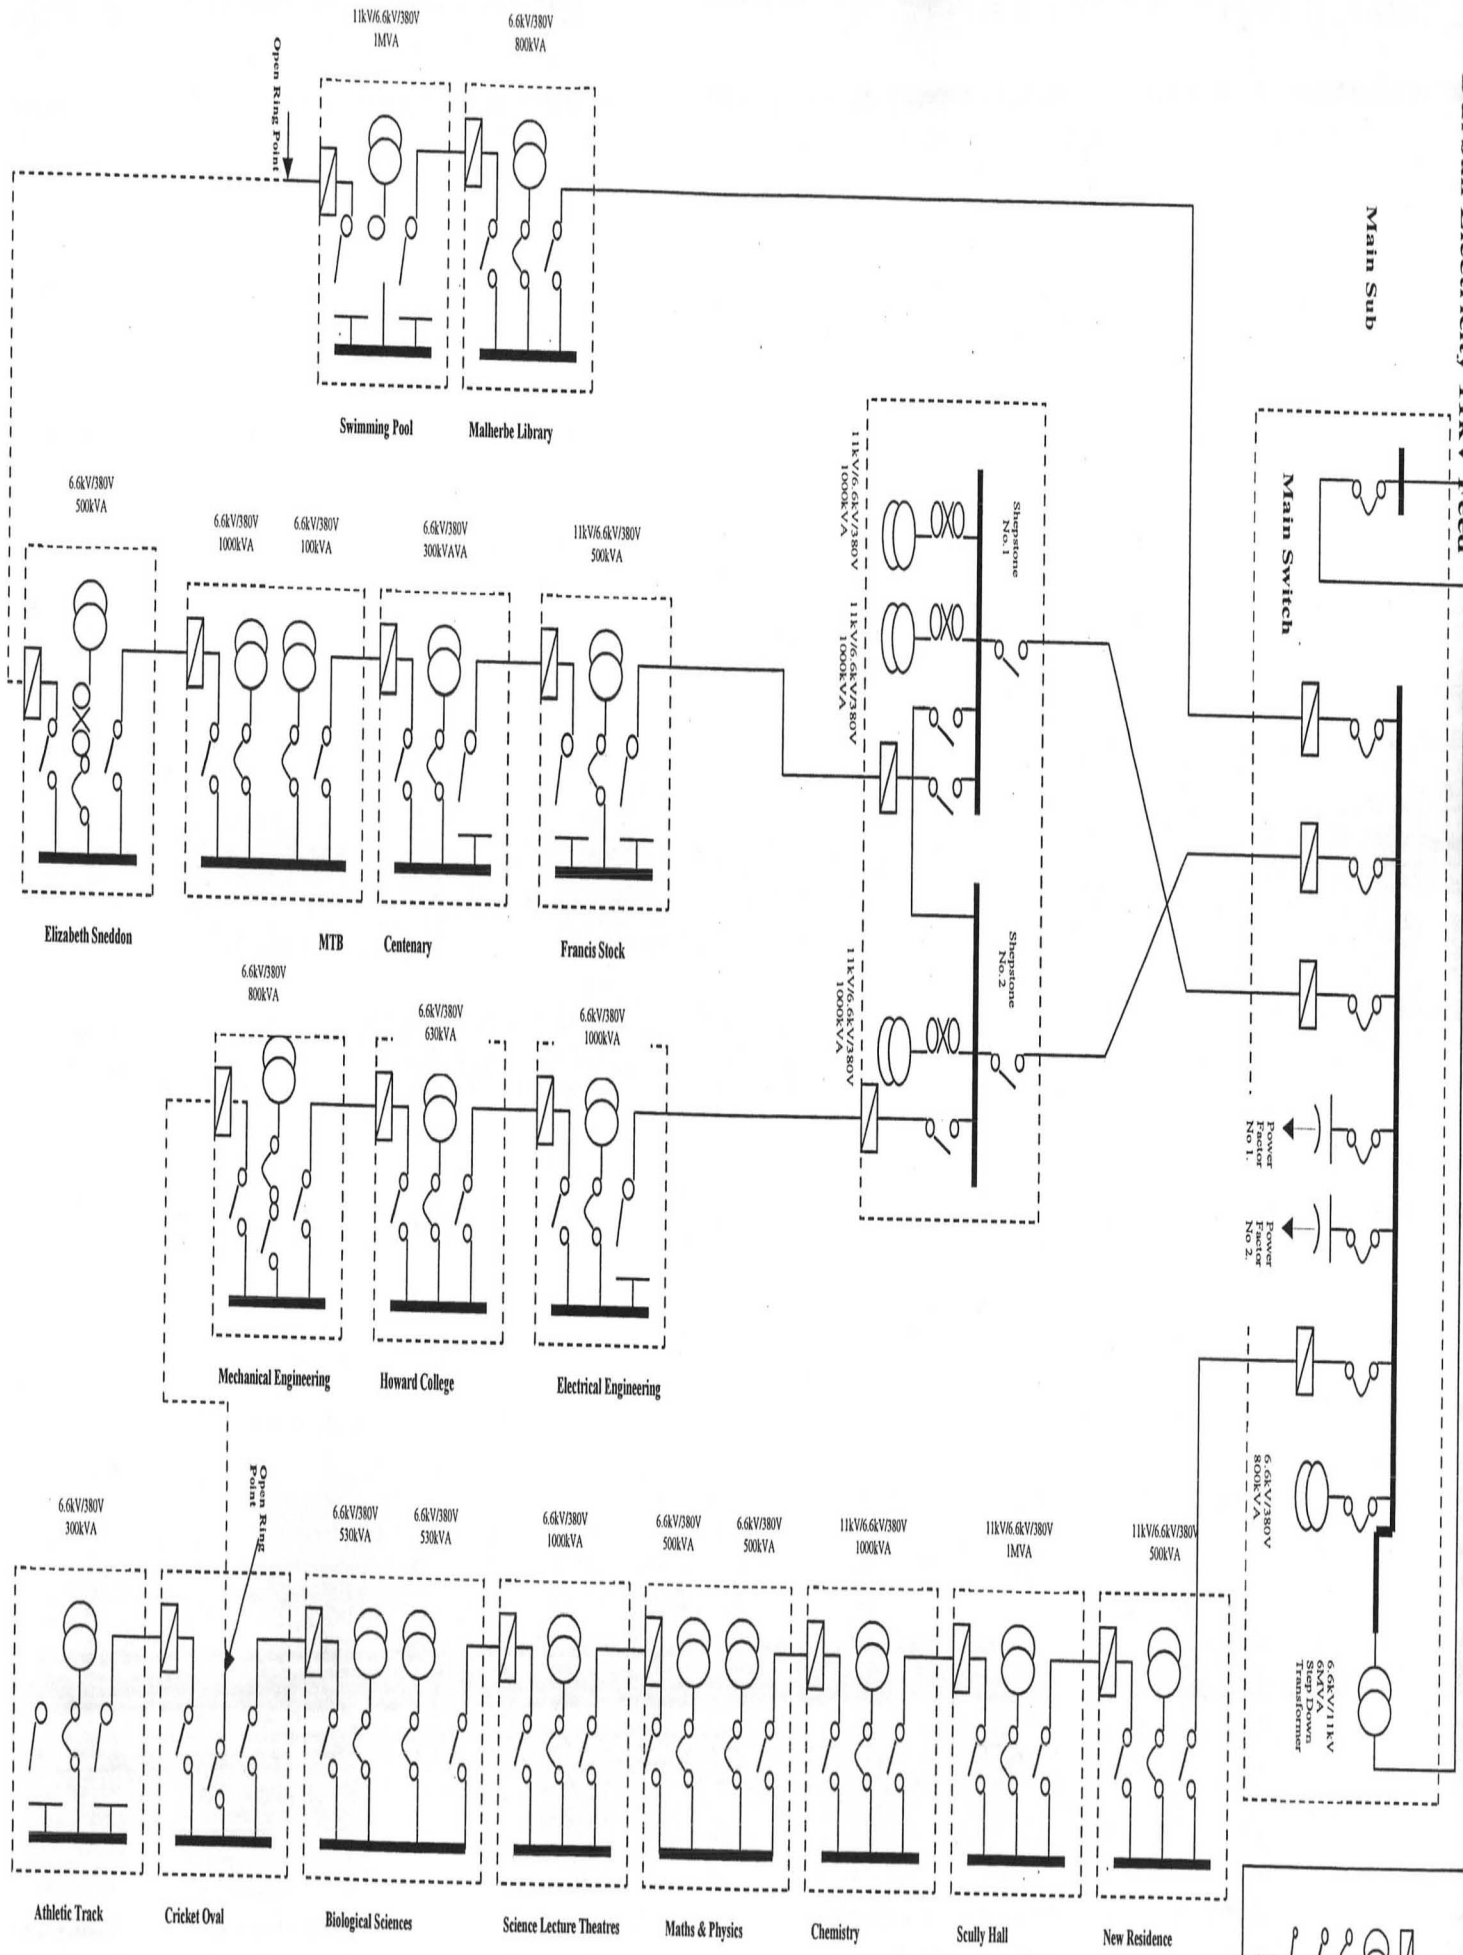 11kV/6.6kV/380V
1MVA
6.6kV/380V
800kVA
Open Ring Point
Swimming Pool
Malherbe Library
Main Sub
Main Switch
Shepstone
No.1
11kV/6.6kV/380V
1000kVA
11kV/6.6kV/380V
1000kVA
Shepstone
No.2
11kV/6.6kV/380V
1000kVA
6.6kV/380V
500kVA
6.6kV/380V
1000kVA
6.6kV/380V
100kVA
6.6kV/380V
300kVAVA
11kV/6.6kV/380V
500kVA
Elizabeth Sneddon
MTB
Centenary
Francis Stock
6.6kV/380V
800kVA
6.6kV/380V
630kVA
6.6kV/380V
1000kVA
Power
Factor
No 1.
Power
Factor
No 2.
Mechanical Engineering
Howard College
Electrical Engineering
6.6kV/380V
800kVA
6.6kV/11kV
6MVA
Step Down
Transformer
Open Ring
Point
6.6kV/380V
300kVA
6.6kV/380V
530kVA
6.6kV/380V
530kVA
6.6kV/380V
1000kVA
6.6kV/380V
500kVA
6.6kV/380V
500kVA
11kV/6.6kV/380V
1000kVA
11kV/6.6kV/380V
1MVA
11kV/6.6kV/380V
500kVA
Athletic Track
Cricket Oval
Biological Sciences
Science Lecture Theatres
Maths & Physics
Chemistry
Scully Hall
New Residence